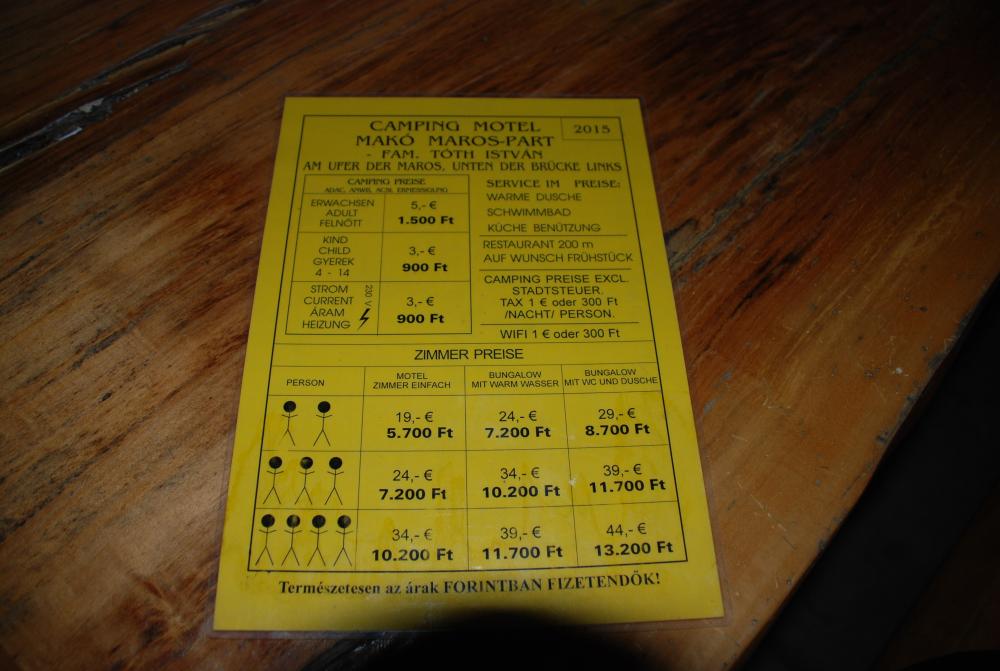 CAMPING MOTEL
2015
MAKÓ MAROS-PART
- FAM. TÓTH ISTVÁN
AM UFER DER MAROS, UNTEN DER BRÜCKE LINKS
CAMPING PREISE
ADAC, ANWB, ACSI, ERMESSIGUNG
ERWACHSEN
ADULT
FELNŐTT
5,- €
1.500 Ft
KIND
CHILD
GYEREK
4 - 14
3,- €
900 Ft
STROM
CURRENT
ÁRAM
HEIZUNG
230 V
3,- €
900 Ft
SERVICE IM PREISE:
WARME DUSCHE
SCHWIMMBAD
KÜCHE BENÜTZUNG
RESTAURANT 200 m
AUF WUNSCH FRÜHSTÜCK
CAMPING PREISE EXCL.
STADTSTEUER.
TAX 1 € oder 300 Ft
/NACHT/ PERSON.
WIFI 1 € oder 300 Ft
ZIMMER PREISE
PERSON
MOTEL
ZIMMER EINFACH
BUNGALOW
MIT WARM WASSER
BUNGALOW
MIT WC UND DUSCHE
19,- €
5.700 Ft
24,- €
7.200 Ft
29,- €
8.700 Ft
24,- €
7.200 Ft
34,- €
10.200 Ft
39,- €
11.700 Ft
34,- €
10.200 Ft
39,- €
11.700 Ft
44,- €
13.200 Ft
Természetesen az árak FORINTBAN FIZETENDŐK!